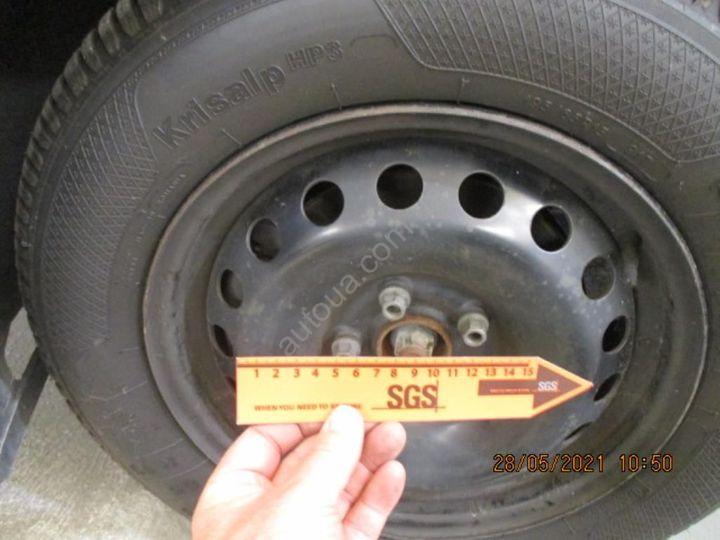 Krisalp HP3
autoua.com
1 2 3 4 5 6 7 8 9 10 11 12 13 14 15
SGS
SGS
WHEN YOU NEED TO BE SURE
28/05/2021 10:50